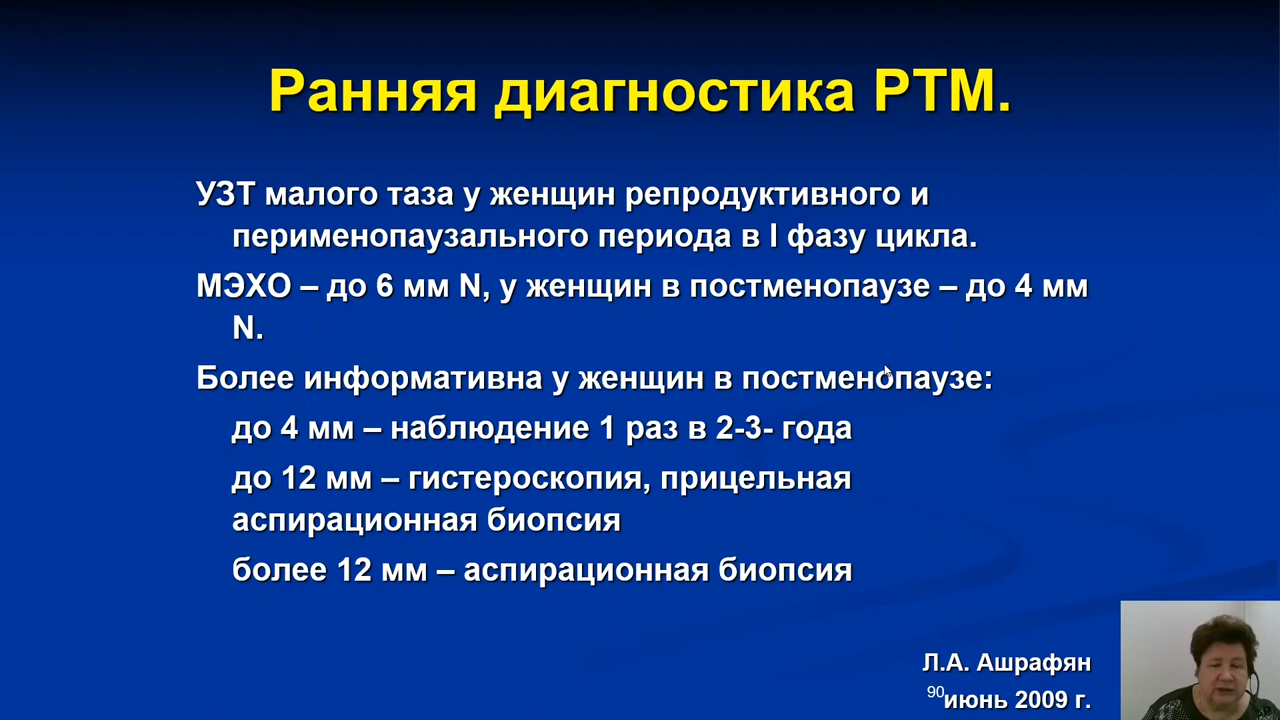 Ранняя диагностика РТМ.
УЗТ малого таза у женщин репродуктивного и
перименопаузального периода в I фазу цикла.
МЭХО – до 6 мм N, у женщин в постменопаузе – до 4 мм
N.
Более информативна у женщин в постменопаузе:
до 4 мм – наблюдение 1 раз в 2-3- года
до 12 мм – гистероскопия, прицельная
аспирационная биопсия
более 12 мм – аспирационная биопсия
Л.А. Ашрафян
90
июнь 2009 г.